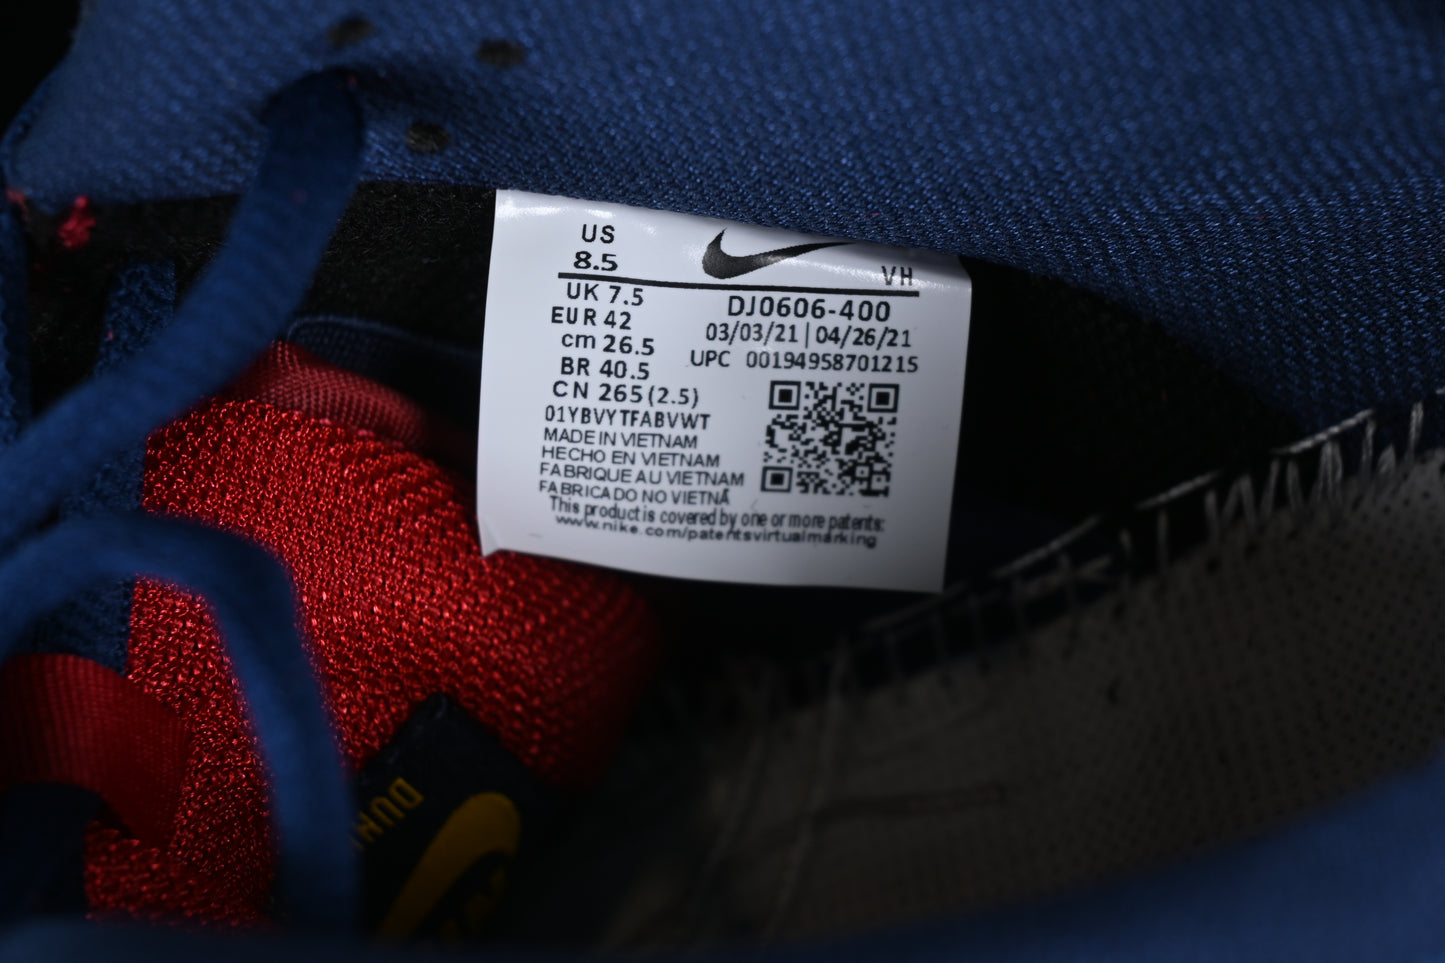 US
8.5
VH
UK 7.5
EUR 42
cm 26.5
BR 40.5
CN 265(2.5)
DJ0606-400
03/03/21|04/26/21
UPC 00194958701215
01YBVYTFABVWT
MADE IN VIETNAM
HECHO EN VIETNAM
FABRIQUE AU VIETNAM
FABRICADO NO VIETNÃ
This product is covered by one or more patents:
www.nike.com/patentsvirtualmarking